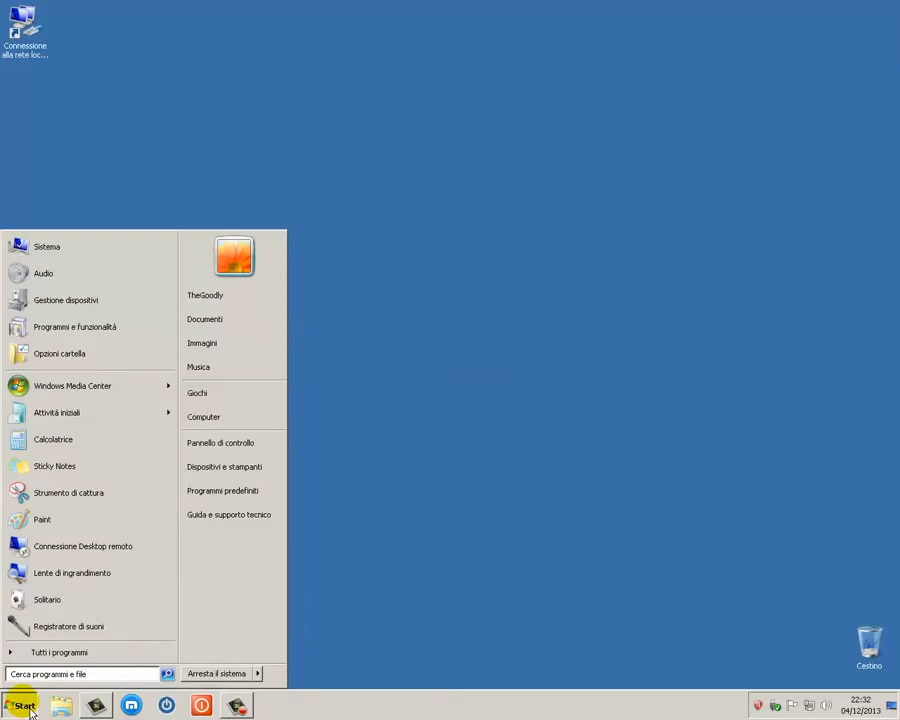 Connessione
alla rete loc...
Sistema
Audio
Gestione dispositivi
Programmi e funzionalità
Opzioni cartella
Windows Media Center
Attività iniziali
Calcolatrice
Sticky Notes
Strumento di cattura
Paint
Connessione Desktop remoto
Lente di ingrandimento
Solitario
Registratore di suoni
Tutti i programmi
Cerca programmi e file
TheGoodly
Documenti
Immagini
Musica
Giochi
Computer
Pannello di controllo
Dispositivi e stampanti
Programmi predefiniti
Guida e supporto tecnico
Arresta il sistema
Cestino
Start
22:32
04/12/2013